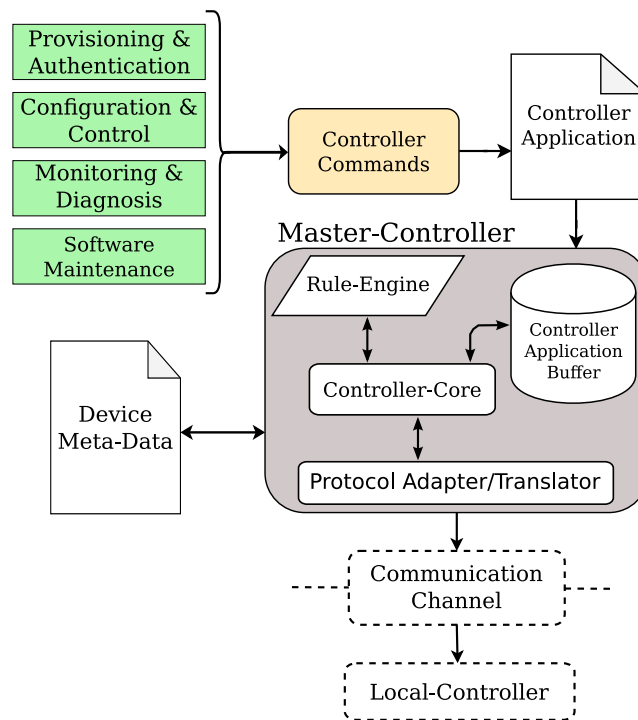 Provisioning &
Authentication
Configuration &
Control
Monitoring &
Diagnosis
Software
Maintenance
Controller
Commands
Controller
Application
Master-Controller
Rule-Engine
Controller
Application
Buffer
Controller-Core
Device
Meta-Data
Protocol Adapter/Translator
Communication
Channel
Local-Controller